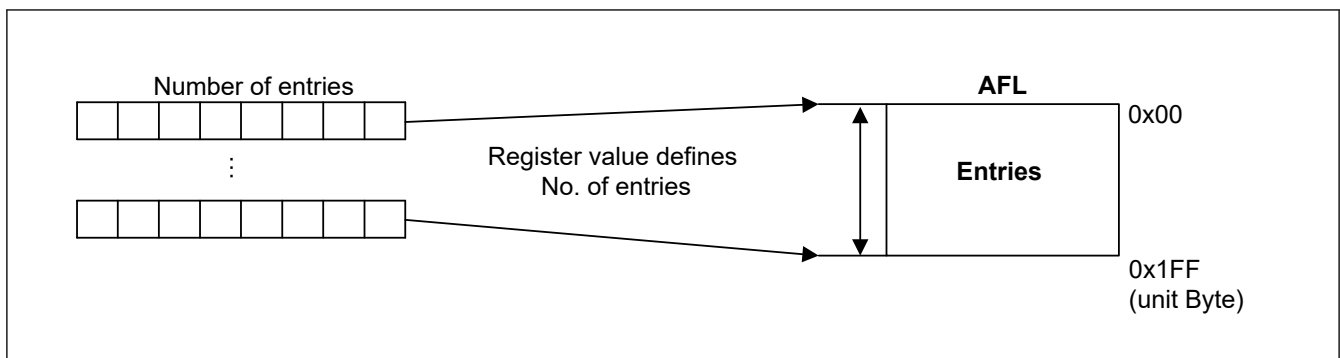 Number of entries
⋮
Register value defines
No. of entries
AFL
0x00
Entries
0x1FF
(unit Byte)